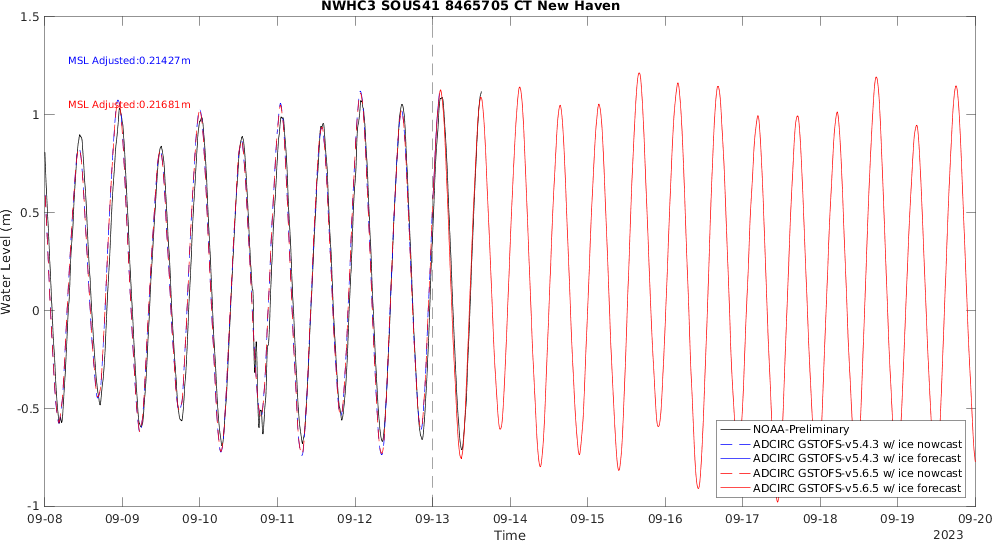 NWHC3 SOUS41 8465705 CT New Haven
1.5
MSL Adjusted:0.21427m
MSL Adjusted:0.21681m
1
0.5
Water Level (m)
0
-0.5
NOAA-Preliminary
ADCIRC GSTOFS-v5.4.3 w/ ice nowcast
ADCIRC GSTOFS-v5.4.3 w/ ice forecast
ADCIRC GSTOFS-v5.6.5 w/ ice nowcast
ADCIRC GSTOFS-v5.6.5 w/ ice forecast
-1
09-08 09-09 09-10 09-11 09-12 09-13 09-14 09-15 09-16 09-17 09-18 09-19 09-20
Time
2023